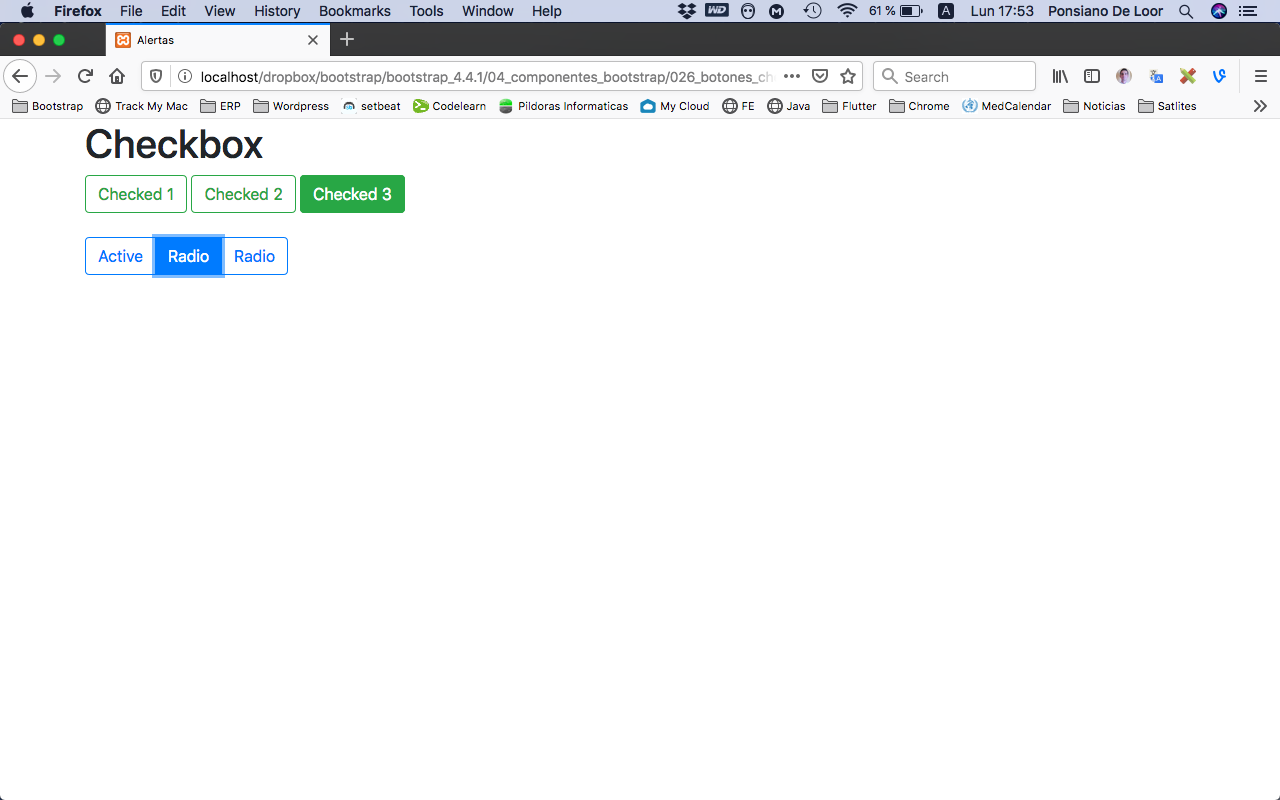 Firefox File Edit View History Bookmarks Tools Window Help WD M 61 % A Lun 17:53 Ponsiano De Loor
Alertas
localhost/dropbox/bootstrap/bootstrap_4.4.1/04_componentes_bootstrap/026_botones_ch Search
Bootstrap Track My Mac ERP Wordpress setbeat Codelearn Pildoras Informaticas My Cloud FE Java Flutter Chrome MedCalendar Noticias Satlites
Checkbox
Checked 1 Checked 2 Checked 3
Active Radio Radio